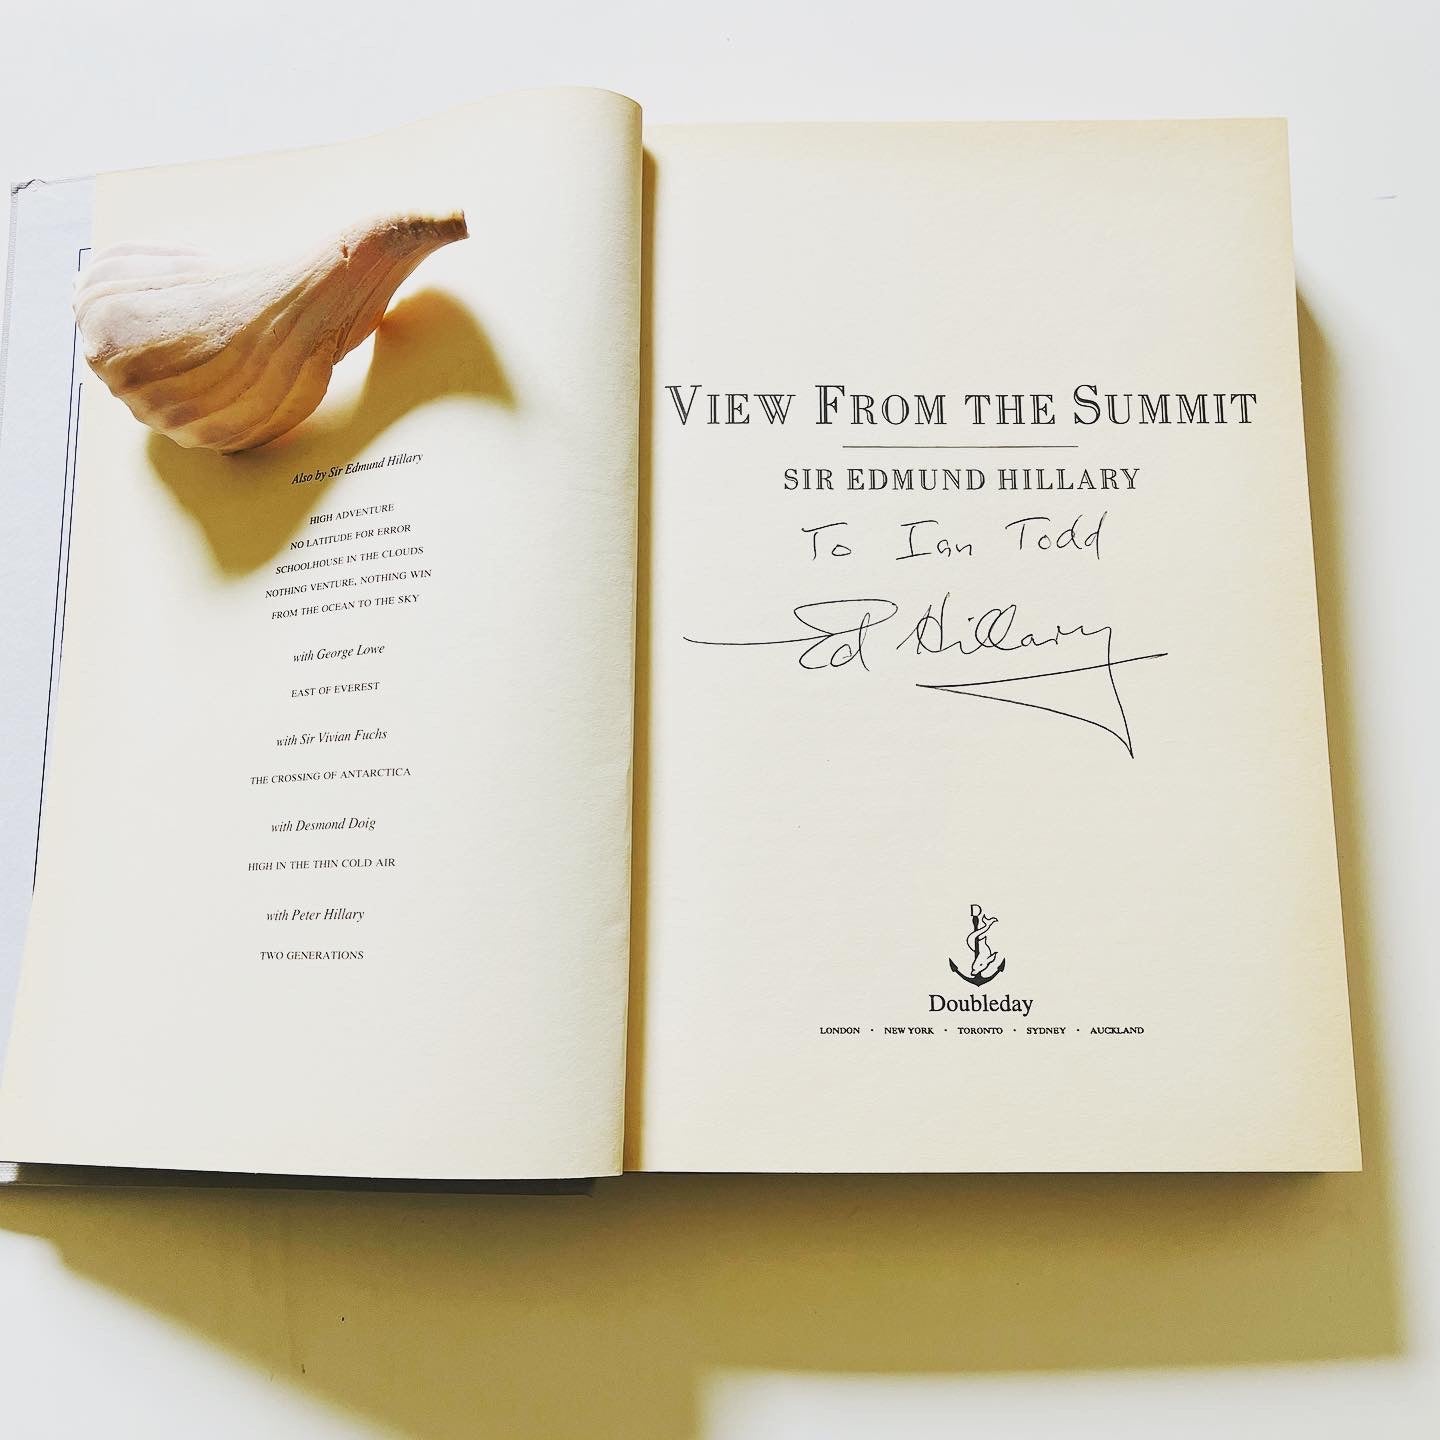 Also by Sir Edmund Hillary
HIGH ADVENTURE
NO LATITUDE FOR ERROR
SCHOOLHOUSE IN THE CLOUDS
NOTHING VENTURE, NOTHING WIN
FROM THE OCEAN TO THE SKY
with George Lowe
EAST OF EVEREST
with Sir Vivian Fuchs
THE CROSSING OF ANTARCTICA
with Desmond Doig
HIGH IN THE THIN COLD AIR
with Peter Hillary
TWO GENERATIONS
VIEW FROM THE SUMMIT
SIR EDMUND HILLARY
To Ian Todd
Ed Hillary
D
Doubleday
LONDON · NEW YORK · TORONTO · SYDNEY · AUCKLAND